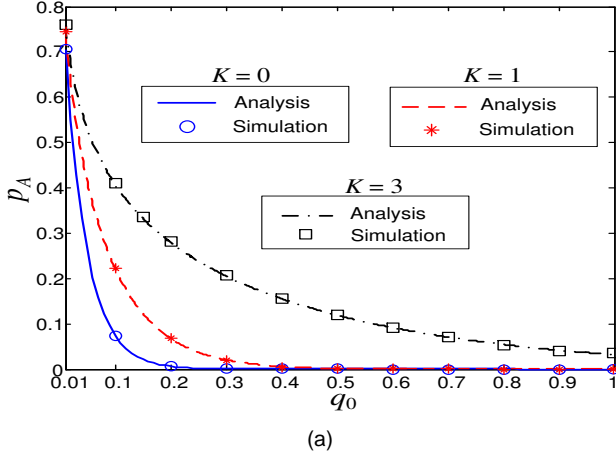 0.8
0.7
0.6
0.5
0.4
0.3
0.2
0.1
0
p_A
K = 0
Analysis
Simulation
K = 1
Analysis
Simulation
K = 3
Analysis
Simulation
0.01 0.1 0.2 0.3 0.4 0.5 0.6 0.7 0.8 0.9 1
q_0
(a)